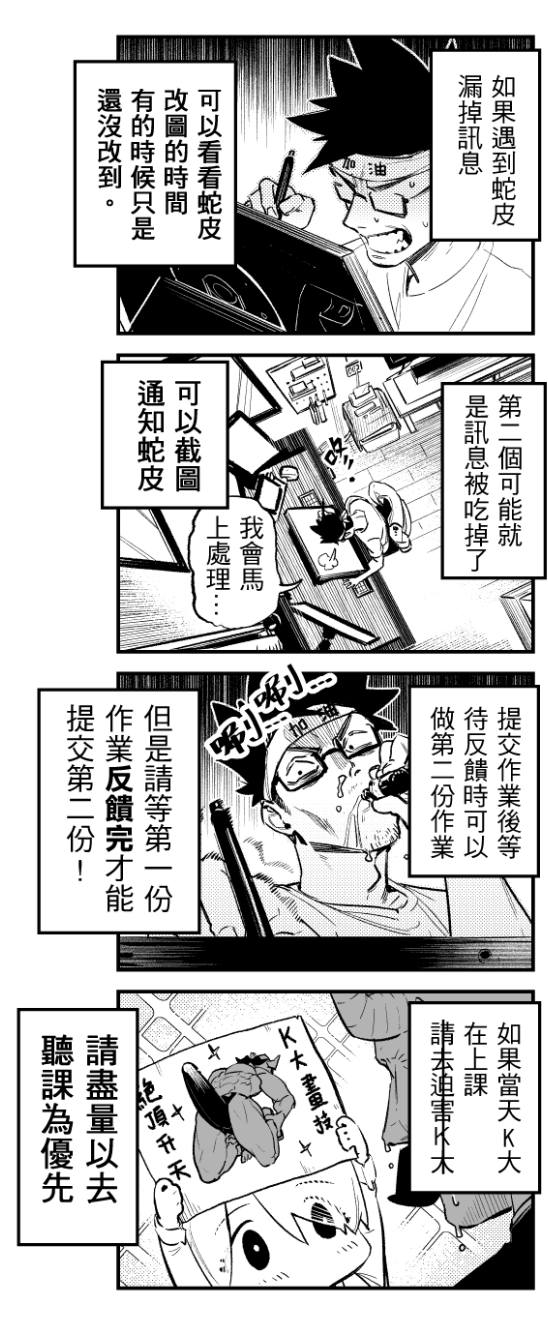 如果遇到蛇皮
漏掉訊息
加油
可以看看蛇皮
改圖的時間
有的時候只是
還沒改到。
第二個可能就
是訊息被吃掉了
可以截圖
通知蛇皮
我會馬
上處理…
提交作業後等
待反饋時可以
做第二份作業
唰!唰!…
加油
但是請等第一份
作業反饋完才能
提交第二份！
如果當天K大
在上課
請去迫害K大
K大畫技
絕頂升天
請盡量以去
聽課為優先